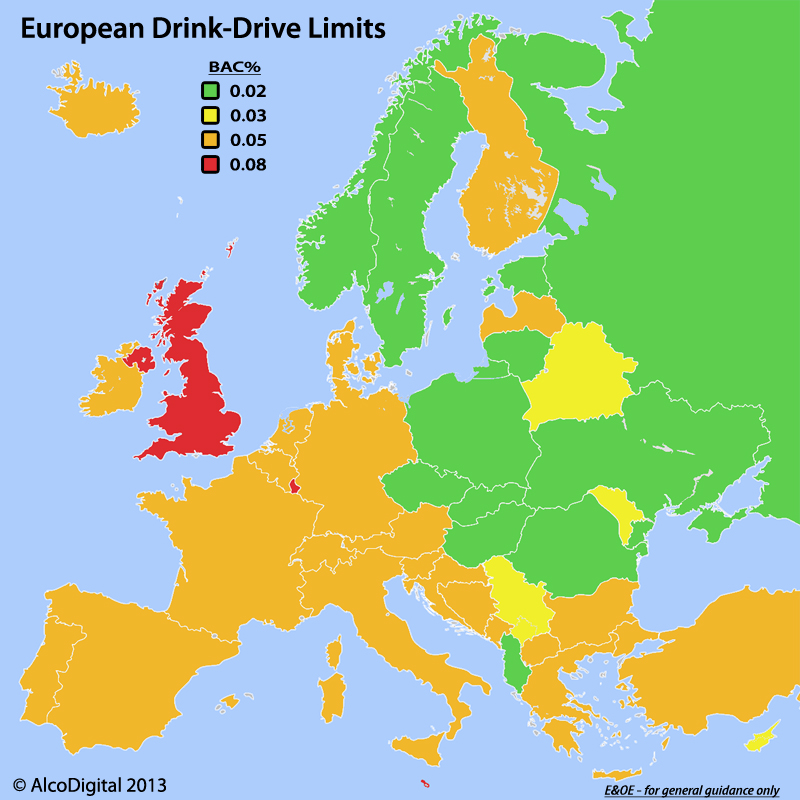 European Drink-Drive Limits
BAC%
0.02
0.03
0.05
0.08
© AlcoDigital 2013
E&OE - for general guidance only